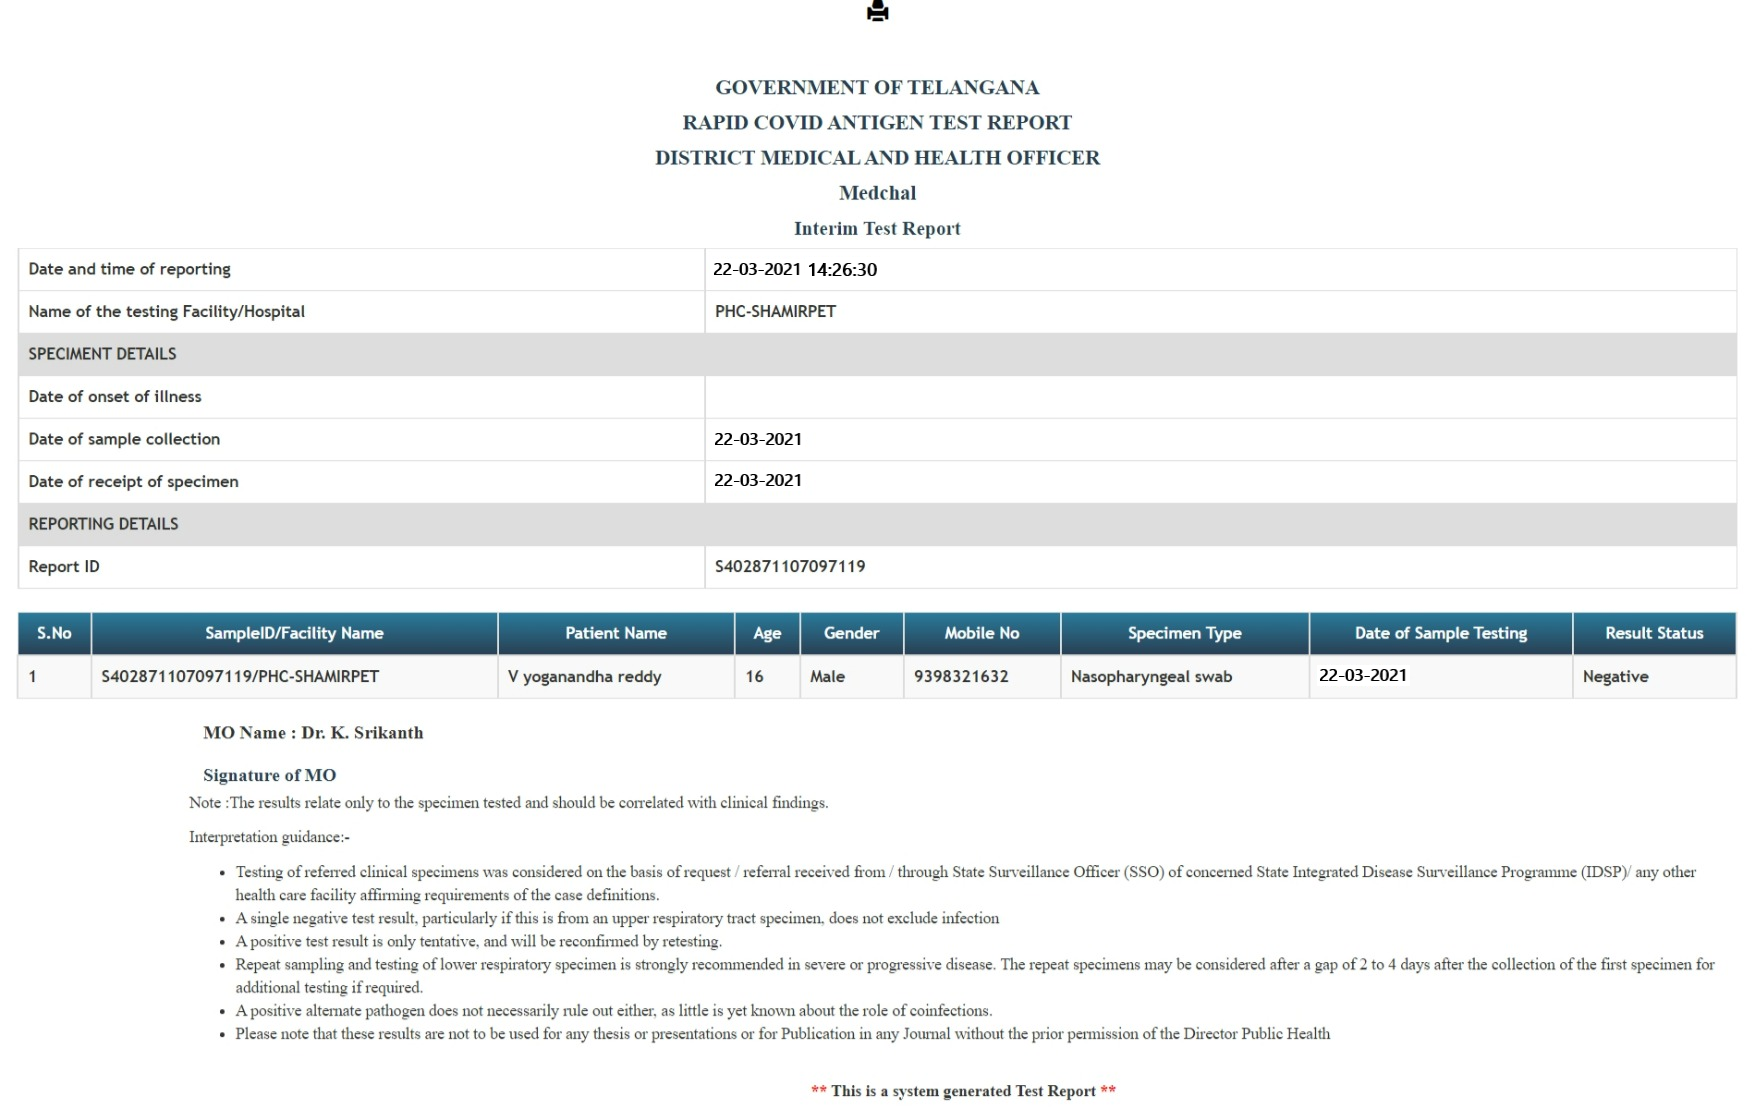 GOVERNMENT OF TELANGANA
RAPID COVID ANTIGEN TEST REPORT
DISTRICT MEDICAL AND HEALTH OFFICER
Medchal
Interim Test Report
Date and time of reporting 22-03-2021 14:26:30
Name of the testing Facility/Hospital PHC-SHAMIRPET
SPECIMENT DETAILS
Date of onset of illness
Date of sample collection 22-03-2021
Date of receipt of specimen 22-03-2021
REPORTING DETAILS
Report ID S402871107097119
S.No SampleID/Facility Name Patient Name Age Gender Mobile No Specimen Type Date of Sample Testing Result Status
1 S402871107097119/PHC-SHAMIRPET V yoganandha reddy 16 Male 9398321632 Nasopharyngeal swab 22-03-2021 Negative
MO Name : Dr. K. Srikanth
Signature of MO
Note :The results relate only to the specimen tested and should be correlated with clinical findings.
Interpretation guidance:-
• Testing of referred clinical specimens was considered on the basis of request / referral received from / through State Surveillance Officer (SSO) of concerned State Integrated Disease Surveillance Programme (IDSP)/ any other
health care facility affirming requirements of the case definitions.
• A single negative test result, particularly if this is from an upper respiratory tract specimen, does not exclude infection
• A positive test result is only tentative, and will be reconfirmed by retesting.
• Repeat sampling and testing of lower respiratory specimen is strongly recommended in severe or progressive disease. The repeat specimens may be considered after a gap of 2 to 4 days after the collection of the first specimen for
additional testing if required.
• A positive alternate pathogen does not necessarily rule out either, as little is yet known about the role of coinfections.
• Please note that these results are not to be used for any thesis or presentations or for Publication in any Journal without the prior permission of the Director Public Health
** This is a system generated Test Report **